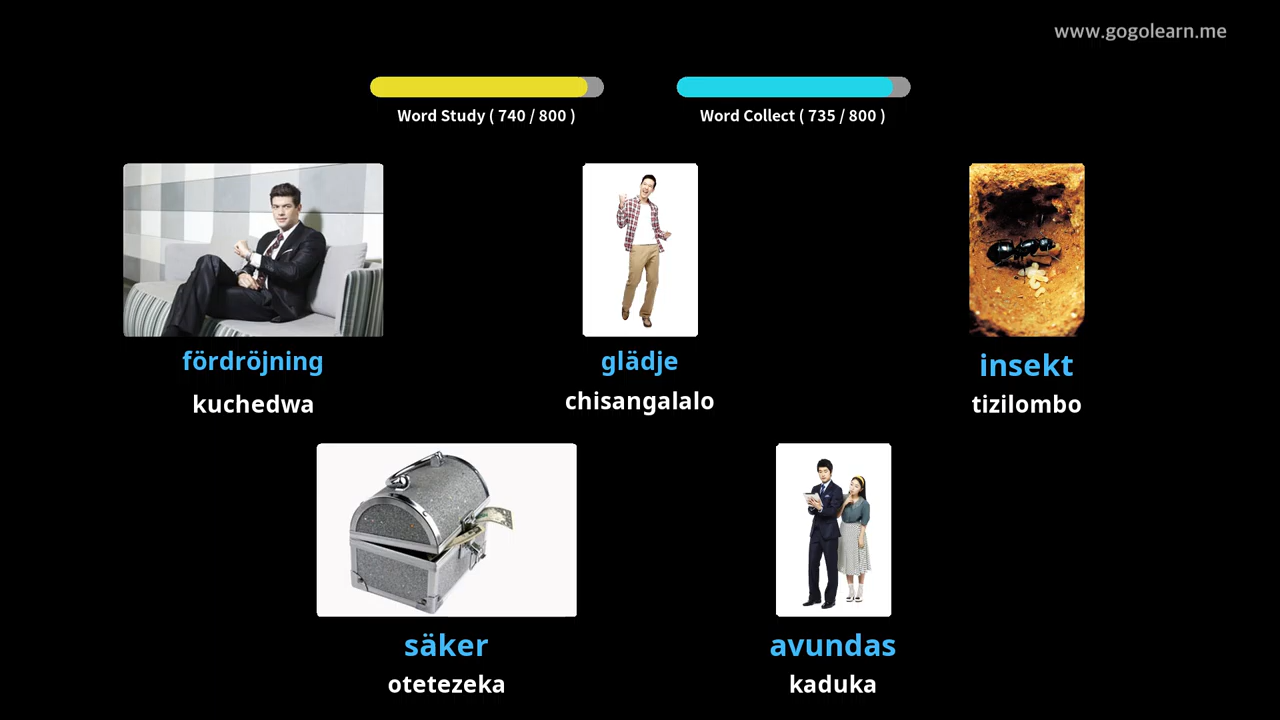 www.gogolearn.me
Word Study ( 740 / 800 )
Word Collect ( 735 / 800 )
fördröjning
glädje
insekt
kuchedwa
chisangalalo
tizilombo
säker
avundas
otetezeka
kaduka